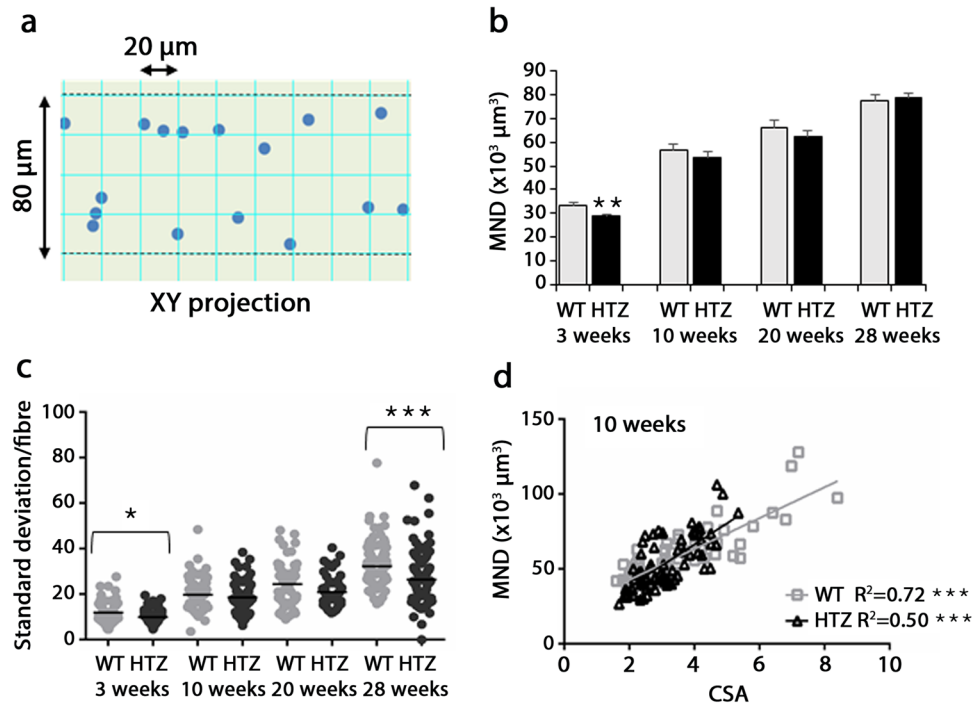 a
20 µm
80 µm
XY projection
b
MND (x10³ µm³)
90
80
70
60
50
40
30
20
10
0
**
WT HTZ WT HTZ WT HTZ WT HTZ
3 weeks 10 weeks 20 weeks 28 weeks
c
Standard deviation/fibre
100
80
60
40
20
0
*
***
WT HTZ WT HTZ WT HTZ WT HTZ
3 weeks 10 weeks 20 weeks 28 weeks
d
10 weeks
MND (x10³ µm³)
150
100
50
0
WT R²=0.72 ***
HTZ R²=0.50 ***
0 2 4 6 8 10
CSA